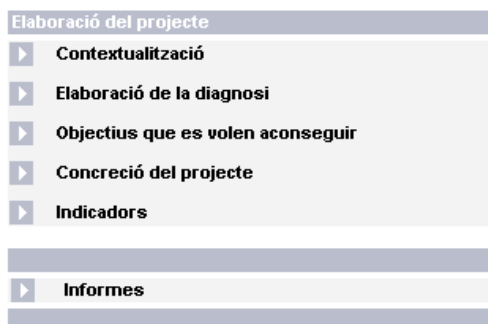 Elaboració del projecte
Contextualització
Elaboració de la diagnosi
Objectius que es volen aconseguir
Concreció del projecte
Indicadors
Informes